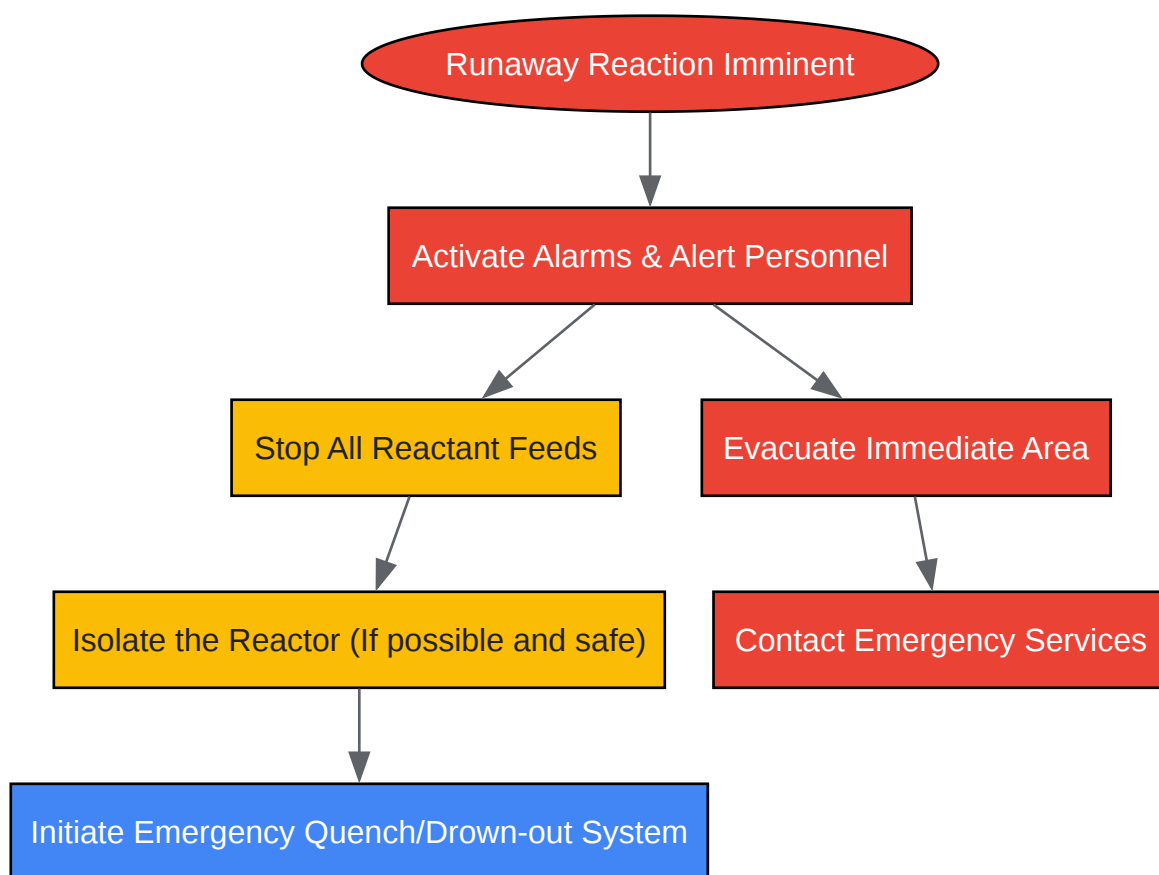 Runaway Reaction Imminent
Activate Alarms & Alert Personnel
Stop All Reactant Feeds
Evacuate Immediate Area
Isolate the Reactor (If possible and safe)
Contact Emergency Services
Initiate Emergency Quench/Drown-out System